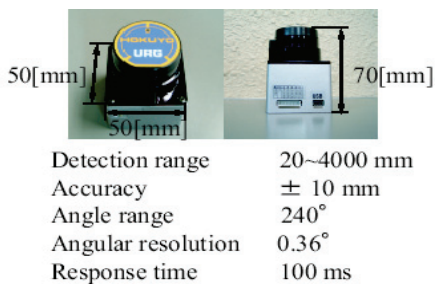 HOKUYO
URG
50[mm]
50[mm]
USB
70[mm]
Detection range 20~4000 mm
Accuracy ± 10 mm
Angle range 240°
Angular resolution 0.36°
Response time 100 ms